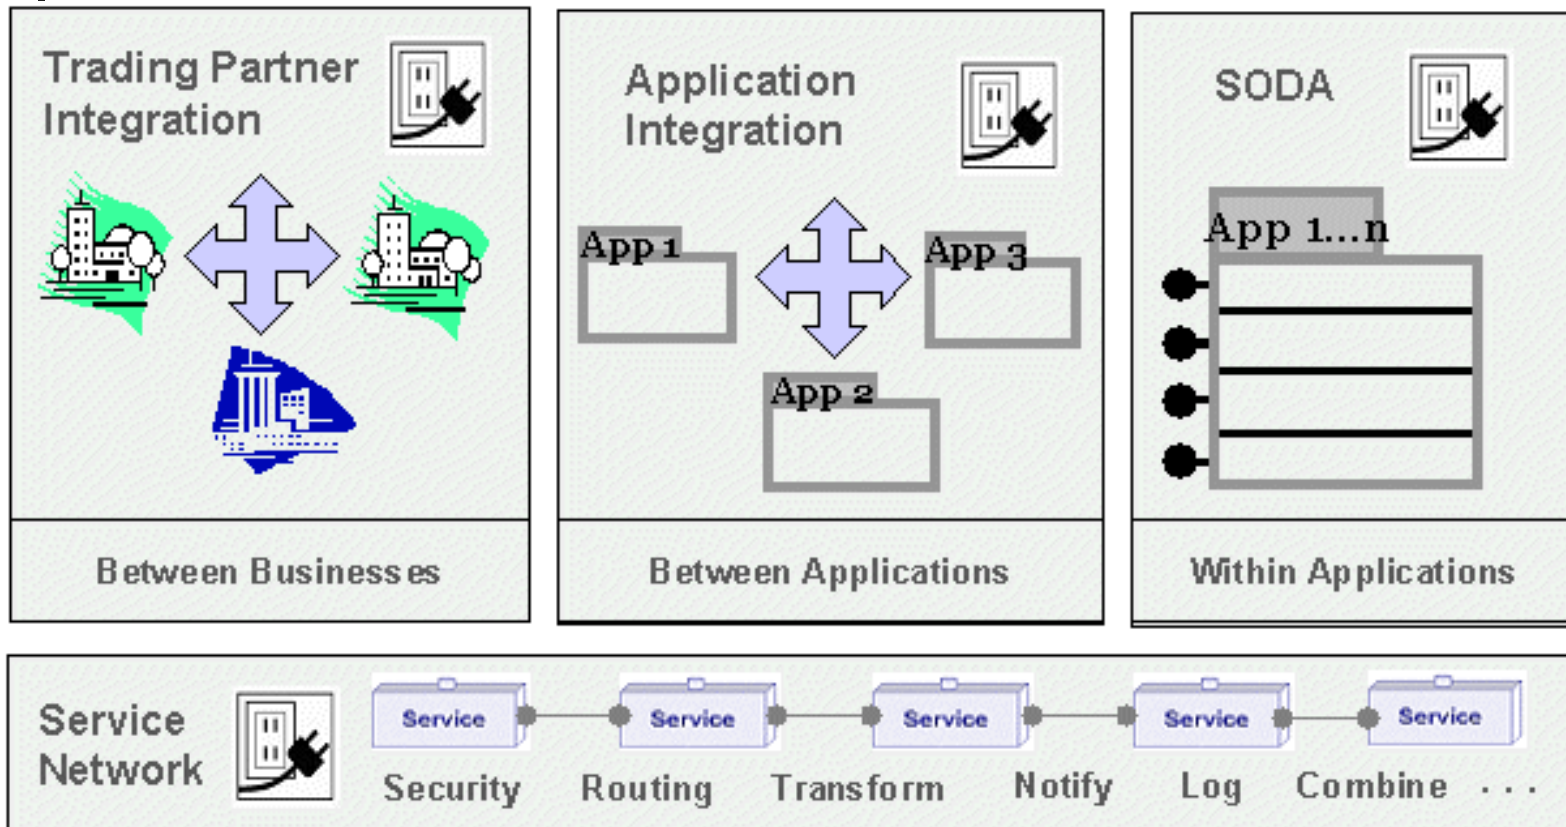 Trading Partner
Integration
Between Businesses
Application
Integration
App 1
App 3
App 2
Between Applications
SODA
App 1...n
Within Applications
Service
Network
Service Service Service Service Service
Security Routing Transform Notify Log Combine . . .